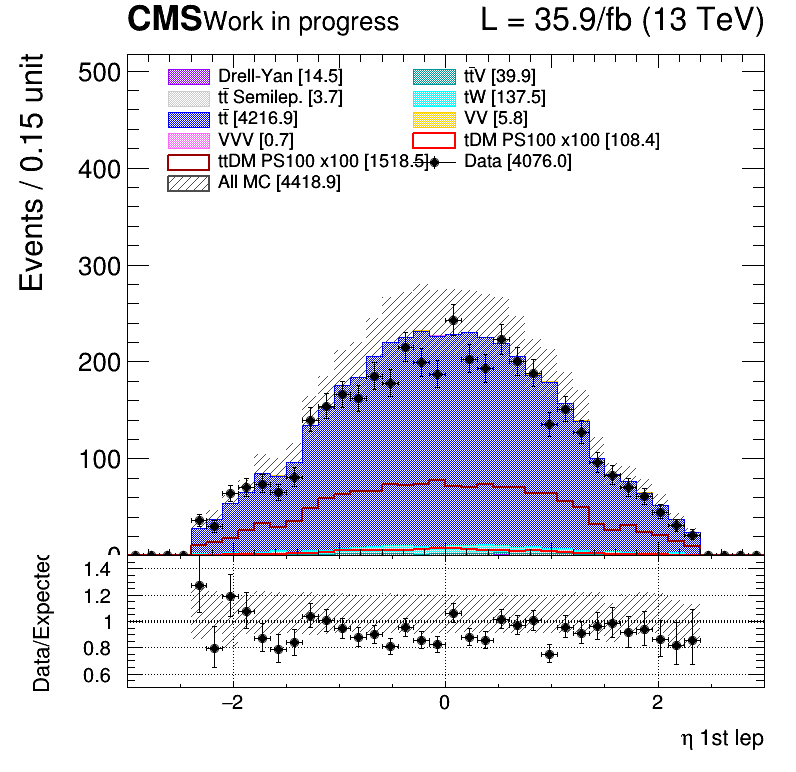 CMS Work in progress L = 35.9/fb (13 TeV)
Events / 0.15 unit
500
400
300
200
100
0
Drell-Yan [14.5] tt̄V [39.9]
tt̄ Semilep. [3.7] tW [137.5]
tt̄ [4216.9] VV [5.8]
VVV [0.7] tDM PS100 x100 [108.4]
ttDM PS100 x100 [1518.5] Data [4076.0]
All MC [4418.9]
Data/Expected
1.4
1.2
1
0.8
0.6
−2 0 2
η 1st lep